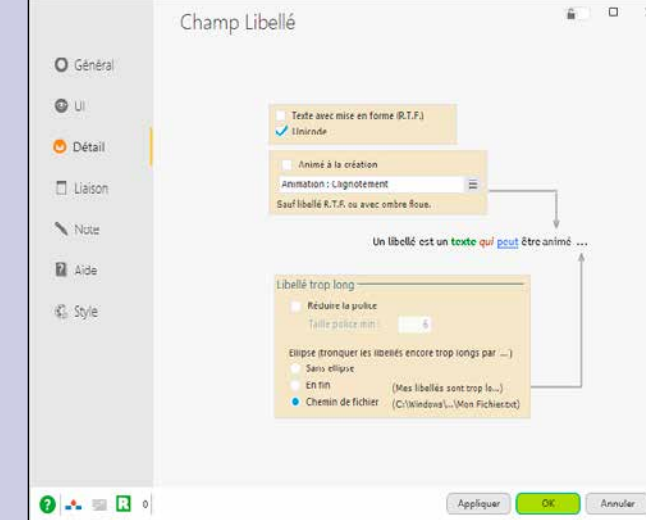 Champ Libellé
Général
UI
Détail
Liaison
Note
Aide
Style
Texte avec mise en forme (R.T.F.)
Unicode
Animé à la création
Animation : Clignotement
Sauf libellé R.T.F. ou avec ombre floue.
Un libellé est un texte qui peut être animé ...
Libellé trop long
Réduire la police
Taille police min :
6
Ellipse (tronquer les libellés encore trop longs par ...)
Sans ellipse
En fin (Mes libellés sont trop lo...)
Chemin de fichier (C:\Windows\...\Mon Fichier.txt)
? R 0
Appliquer OK Annuler